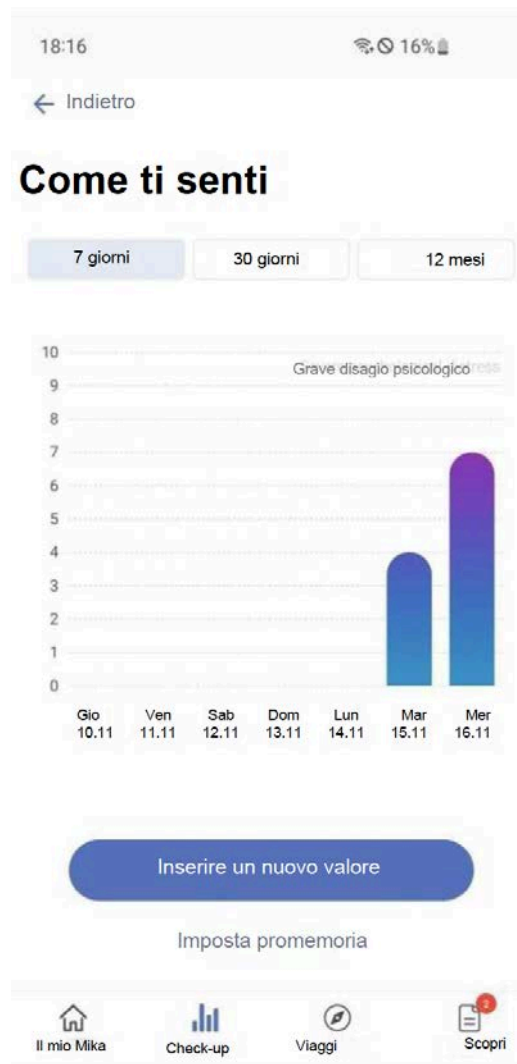 18:16 16%
Indietro
Come ti senti
7 giorni 30 giorni 12 mesi
10
Grave disagio psicologico
9
8
7
6
5
4
3
2
1
0
Gio Ven Sab Dom Lun Mar Mer
10.11 11.11 12.11 13.11 14.11 15.11 16.11
Inserire un nuovo valore
Imposta promemoria
Il mio Mika Check-up Viaggi Scopri